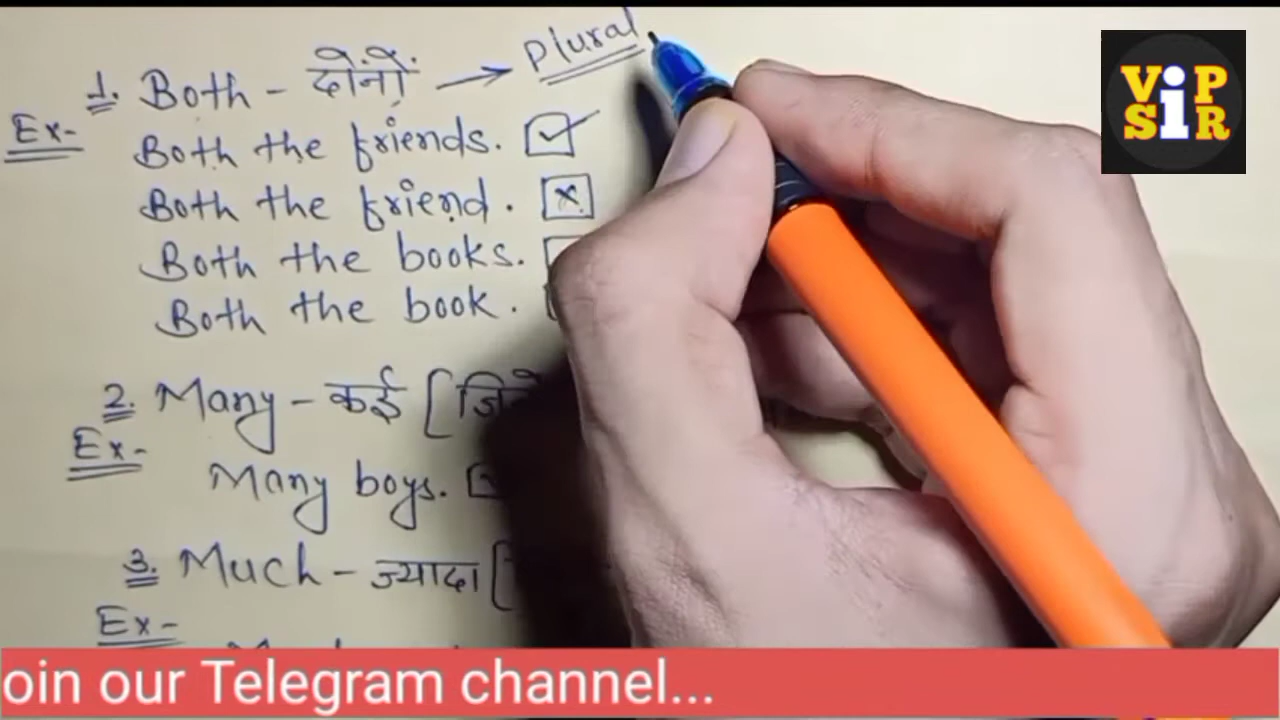 1. Both - दोनों → Plural
Ex-
Both the friends. ✓
Both the friend. ×
Both the books.
Both the book.
2. Many - कई [
Ex-
Many boys.
3. Much - ज्यादा [
Ex-
ViP
SiR
oin our Telegram channel...